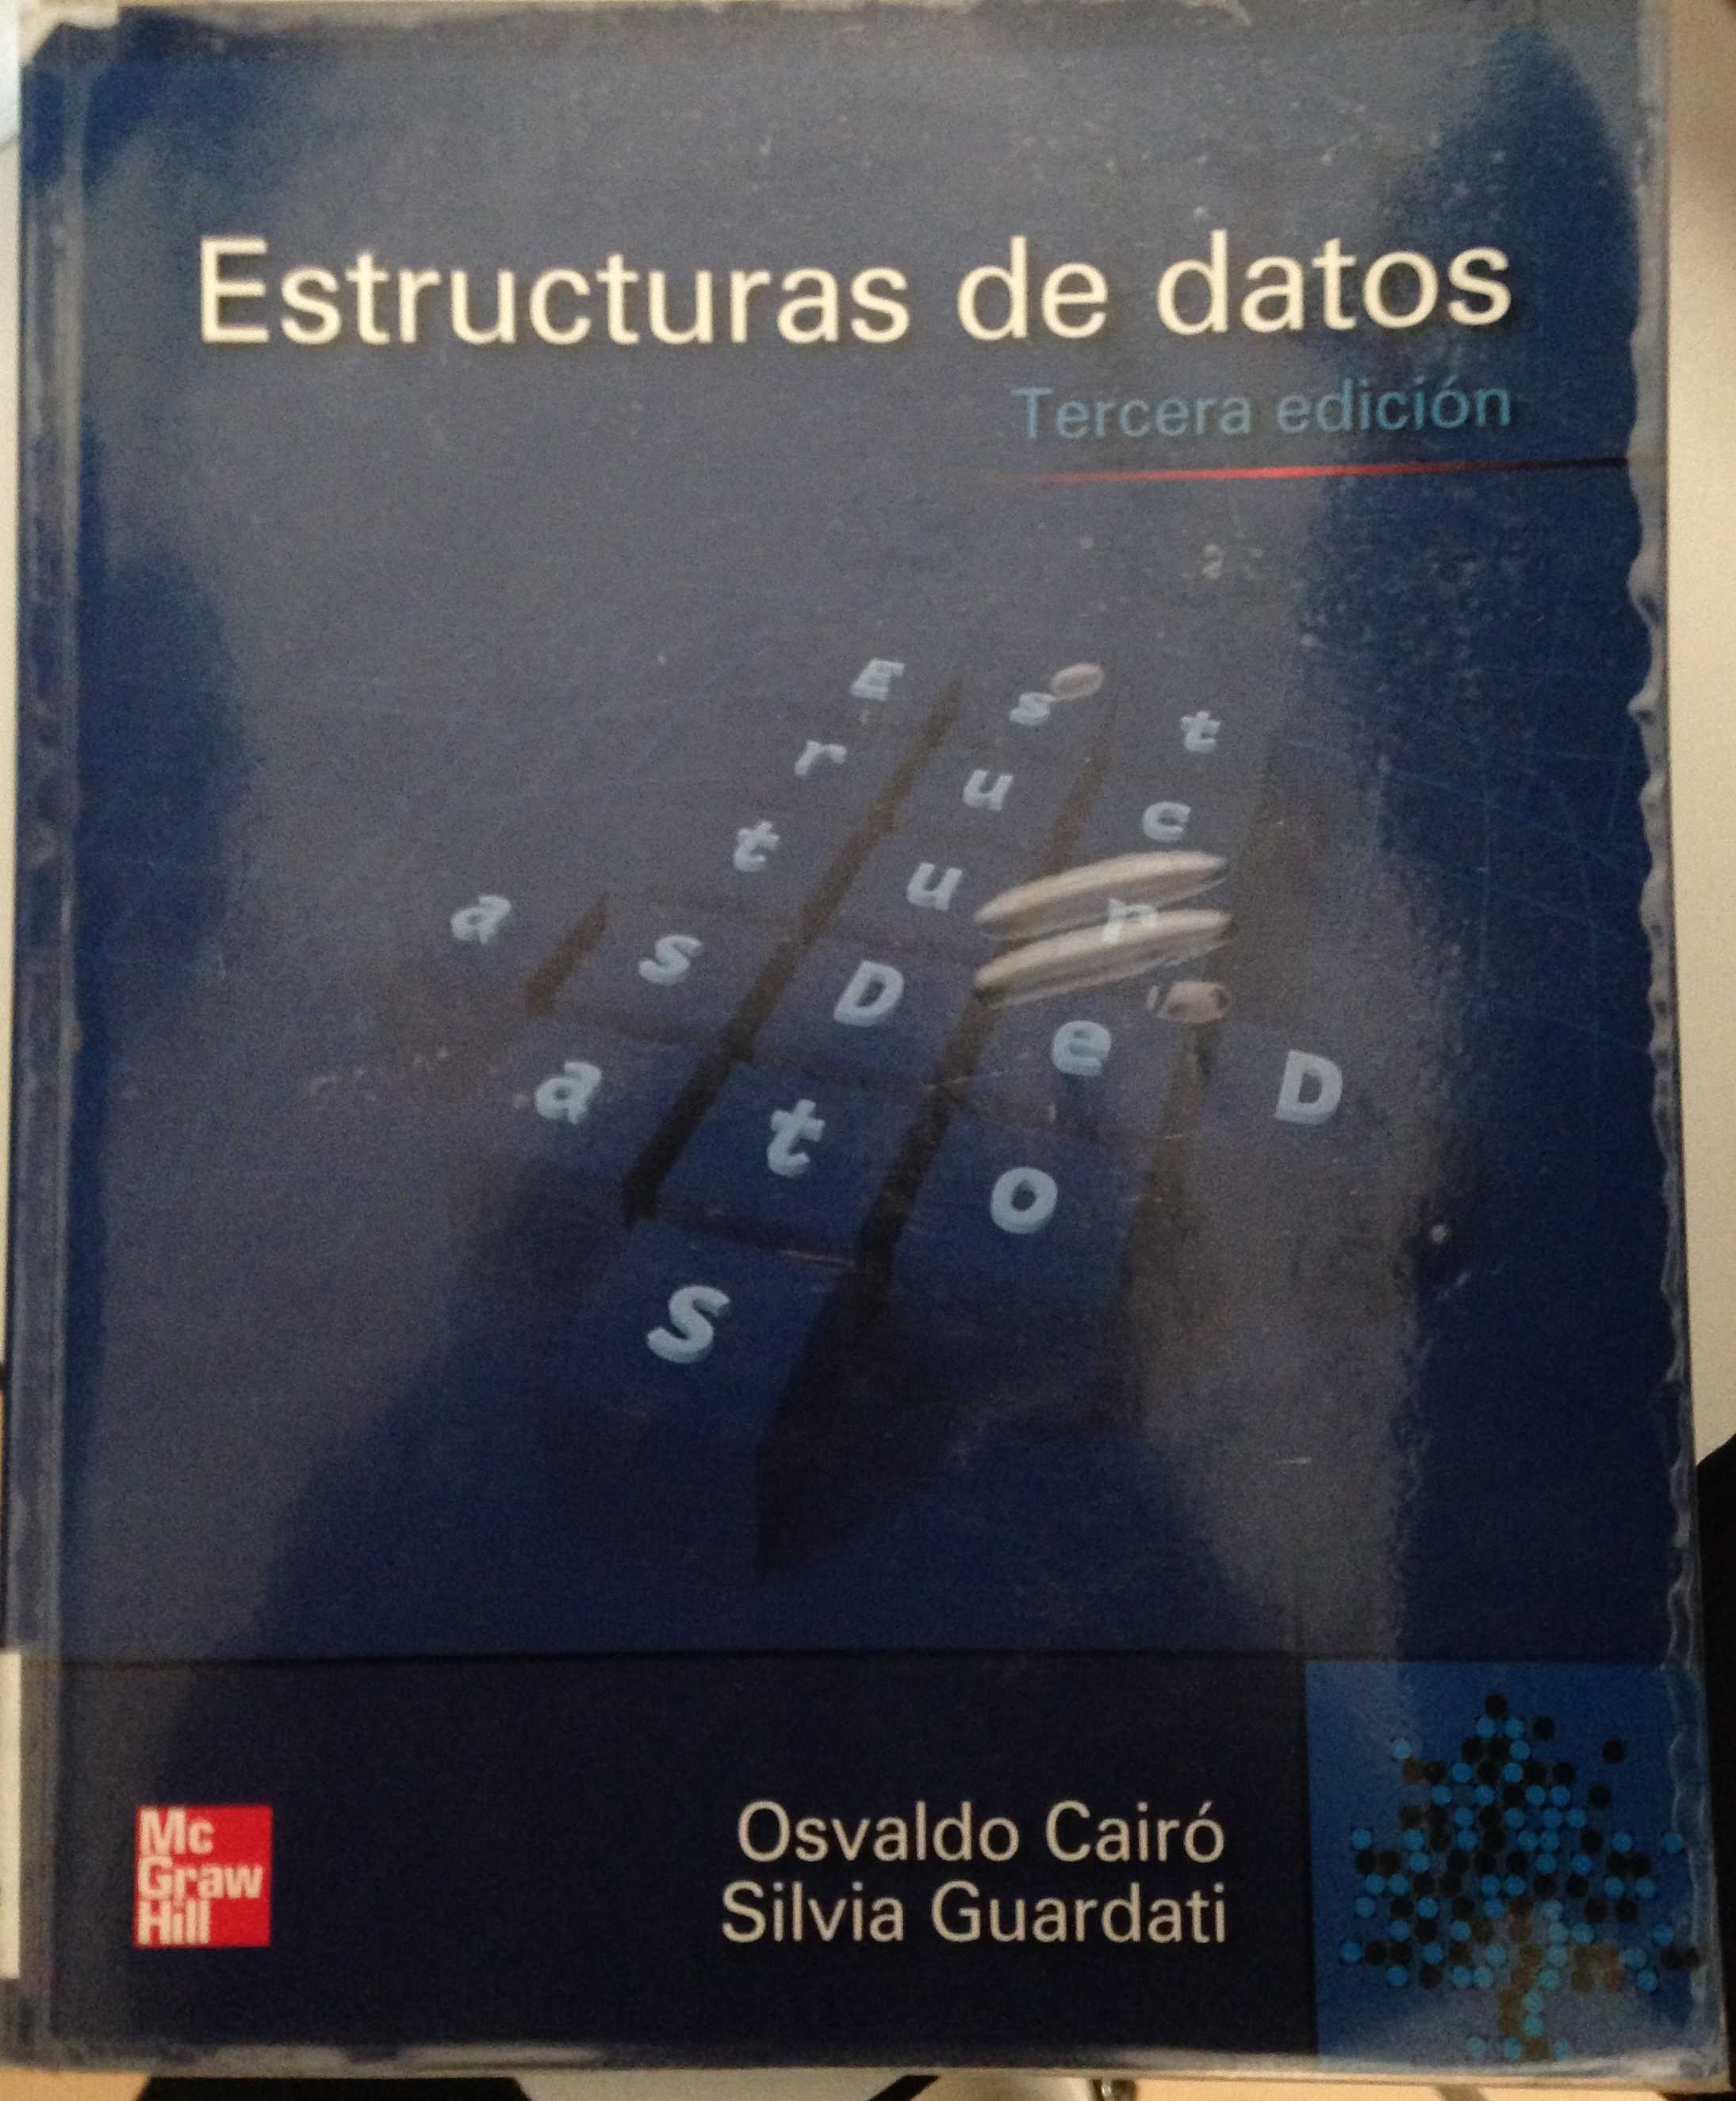 Estructuras de datos
Tercera edición
E s t
r u c
t u r
a s D e D
a t o
s
Mc
Graw
Hill
Osvaldo Cairó
Silvia Guardati